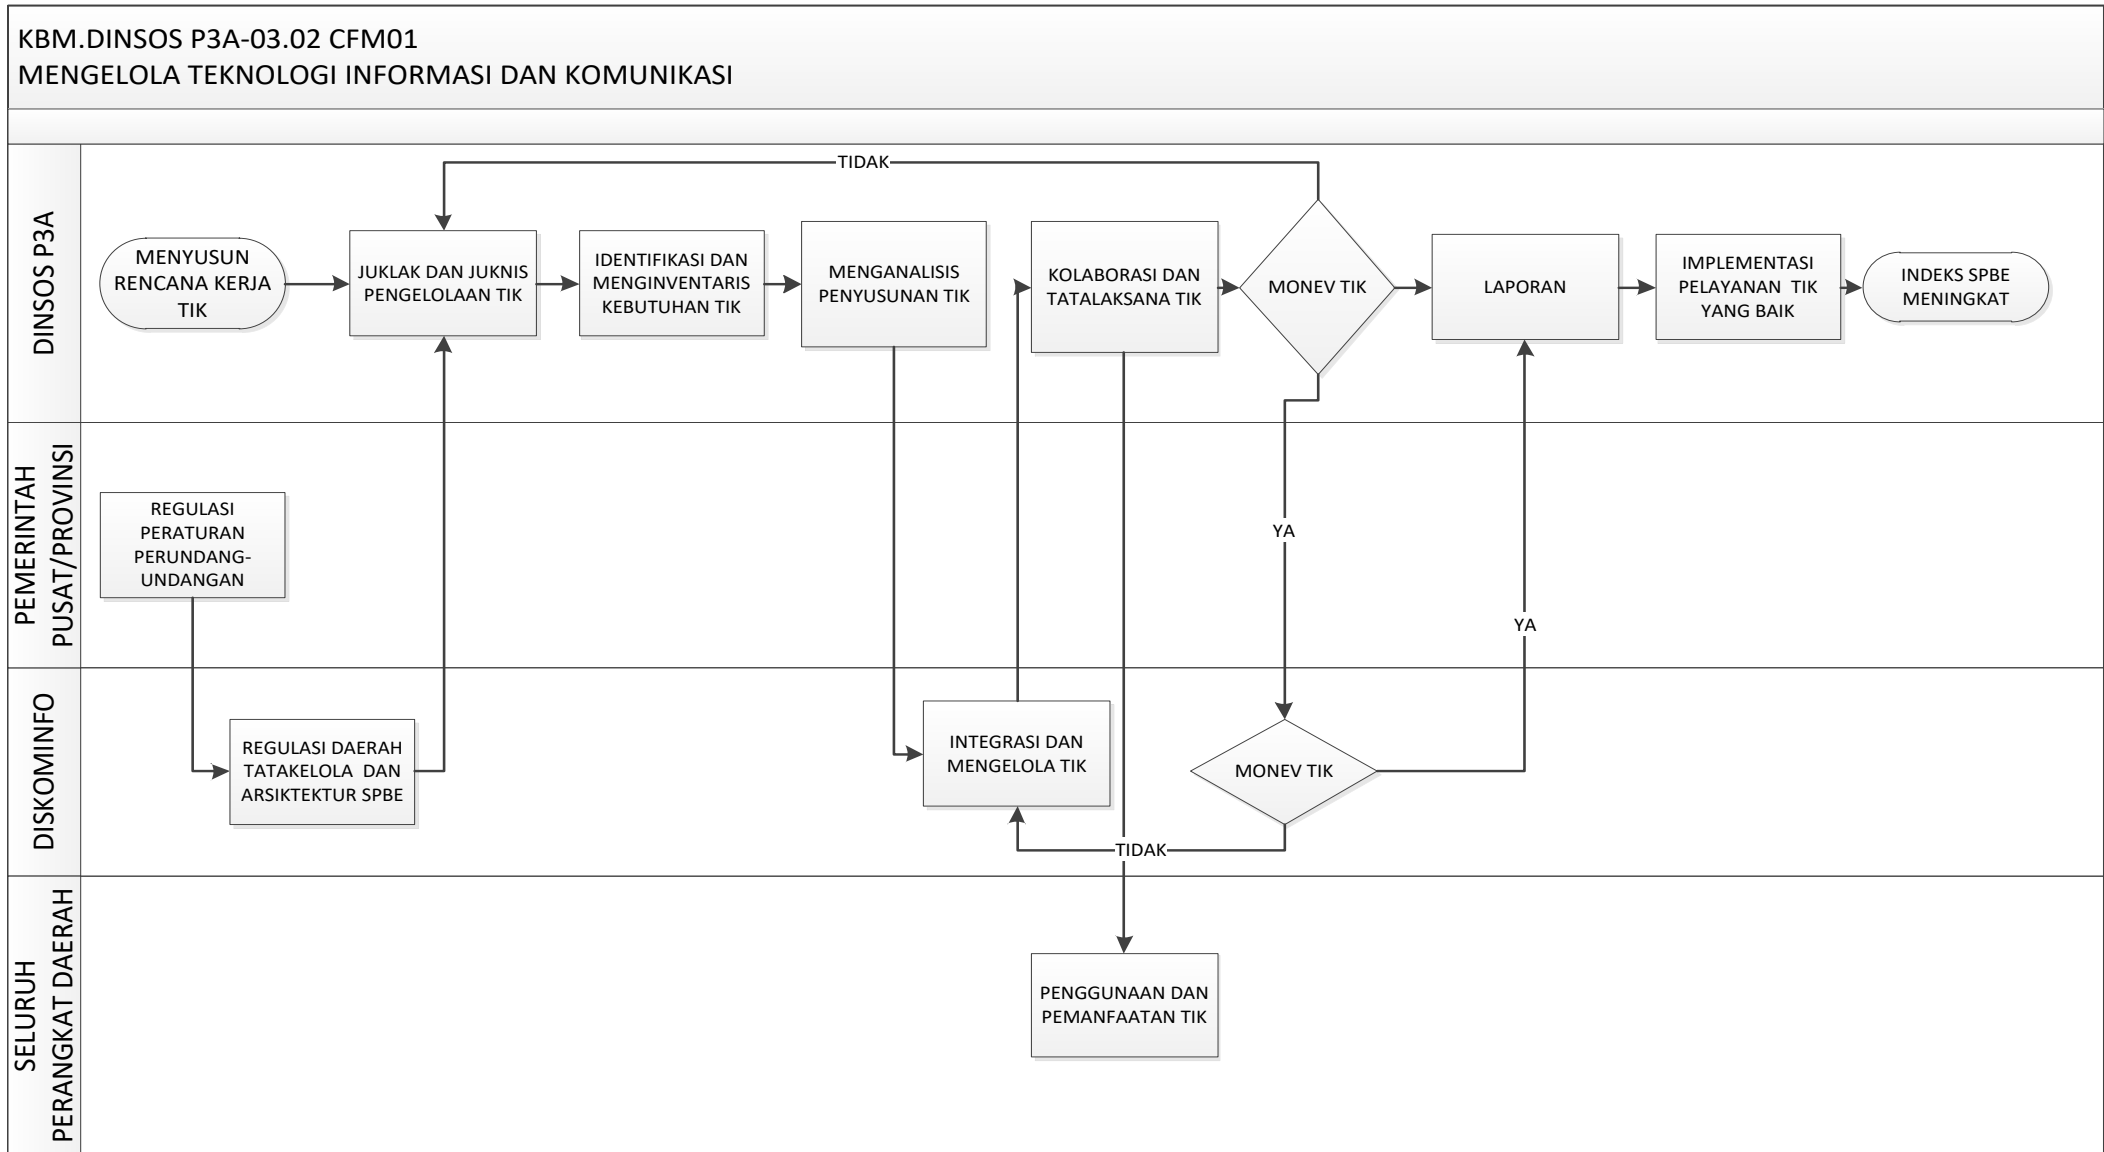 KBM.DINSOS P3A-03.02 CFM01
MENGELOLA TEKNOLOGI INFORMASI DAN KOMUNIKASI
DINSOS P3A
TIDAK
MENYUSUN
RENCANA KERJA
TIK
JUKLAK DAN JUKNIS
PENGELOLAAN TIK
IDENTIFIKASI DAN
MENGINVENTARIS
KEBUTUHAN TIK
MENGANALISIS
PENYUSUNAN TIK
KOLABORASI DAN
TATALAKSANA TIK
MONEV TIK
LAPORAN
IMPLEMENTASI
PELAYANAN TIK
YANG BAIK
INDEKS SPBE
MENINGKAT
PEMERINTAH
PUSAT/PROVINSI
REGULASI
PERATURAN
PERUNDANG-
UNDANGAN
YA
YA
DISKOMINFO
REGULASI DAERAH
TATAKELOLA DAN
ARSIKTEKTUR SPBE
INTEGRASI DAN
MENGELOLA TIK
MONEV TIK
TIDAK
SELURUH
PERANGKAT DAERAH
PENGGUNAAN DAN
PEMANFAATAN TIK